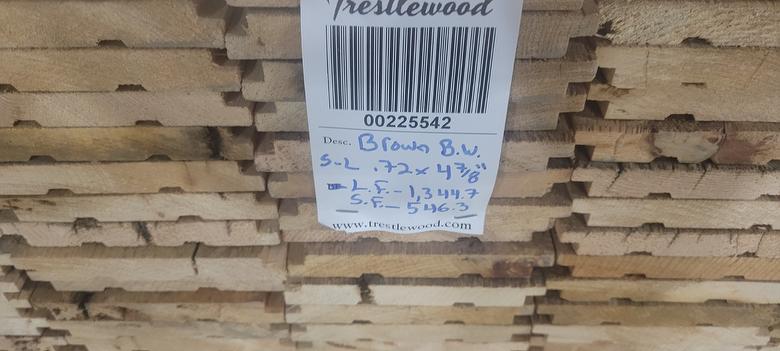 Trestlewood
00225542
Desc. Brown B.W.
S-L .72 x 4 7/8"
L.F. - 1,344.7
S.F. - 546.3
www.trestlewood.com